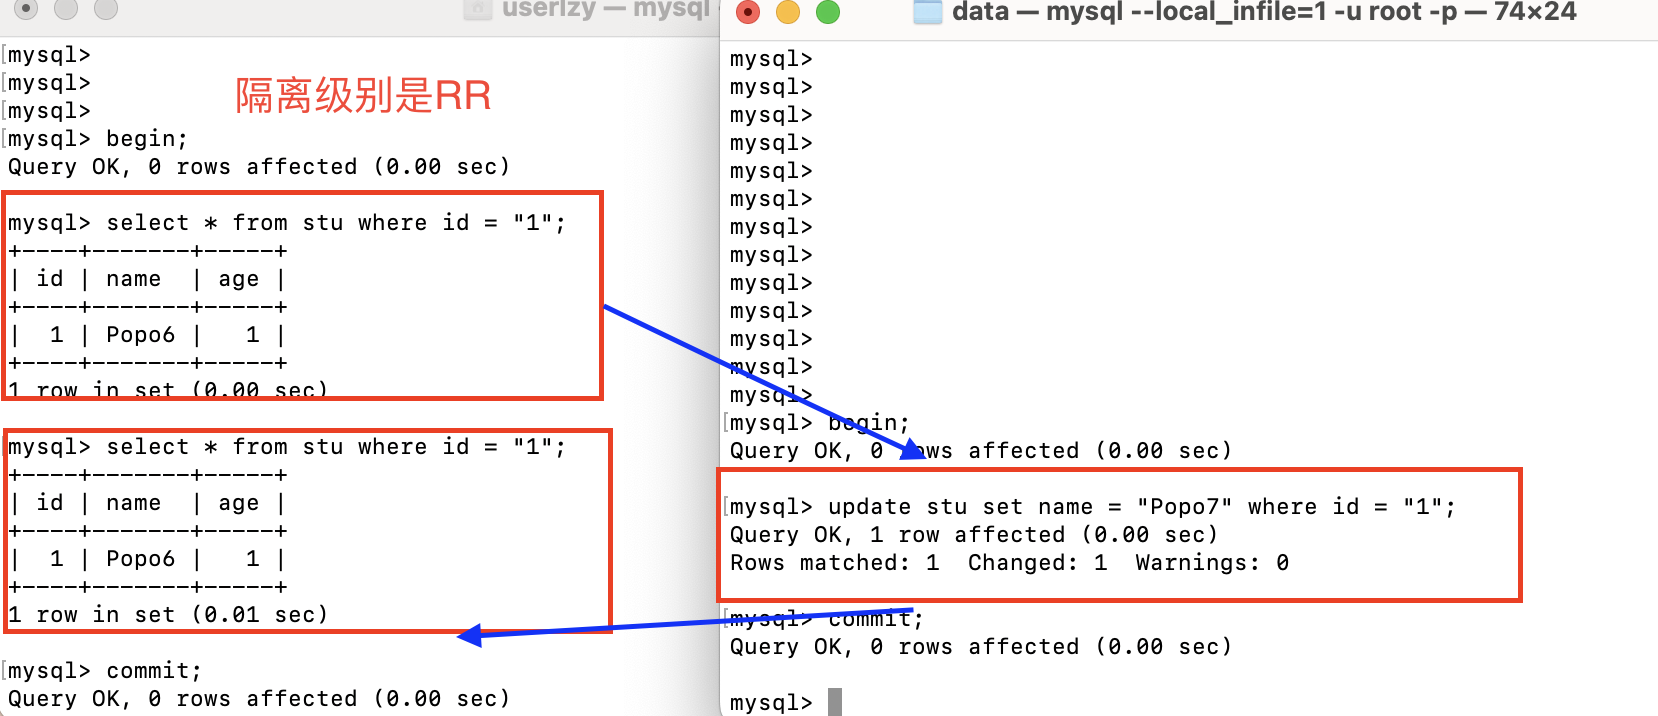 userlzy — mysql
mysql>
mysql>
mysql>
隔离级别是RR
mysql> begin;
Query OK, 0 rows affected (0.00 sec)
mysql> select * from stu where id = "1";
+----+-------+-----+
| id | name  | age |
+----+-------+-----+
|  1 | Popo6 |   1 |
+----+-------+-----+
1 row in set (0.00 sec)
mysql> select * from stu where id = "1";
+----+-------+-----+
| id | name  | age |
+----+-------+-----+
|  1 | Popo6 |   1 |
+----+-------+-----+
1 row in set (0.01 sec)
mysql> commit;
Query OK, 0 rows affected (0.00 sec)
data — mysql --local_infile=1 -u root -p — 74×24
mysql>
mysql>
mysql>
mysql>
mysql>
mysql>
mysql>
mysql>
mysql>
mysql>
mysql>
mysql>
mysql>
mysql> begin;
Query OK, 0 rows affected (0.00 sec)
mysql> update stu set name = "Popo7" where id = "1";
Query OK, 1 row affected (0.00 sec)
Rows matched: 1  Changed: 1  Warnings: 0
mysql> commit;
Query OK, 0 rows affected (0.00 sec)
mysql>